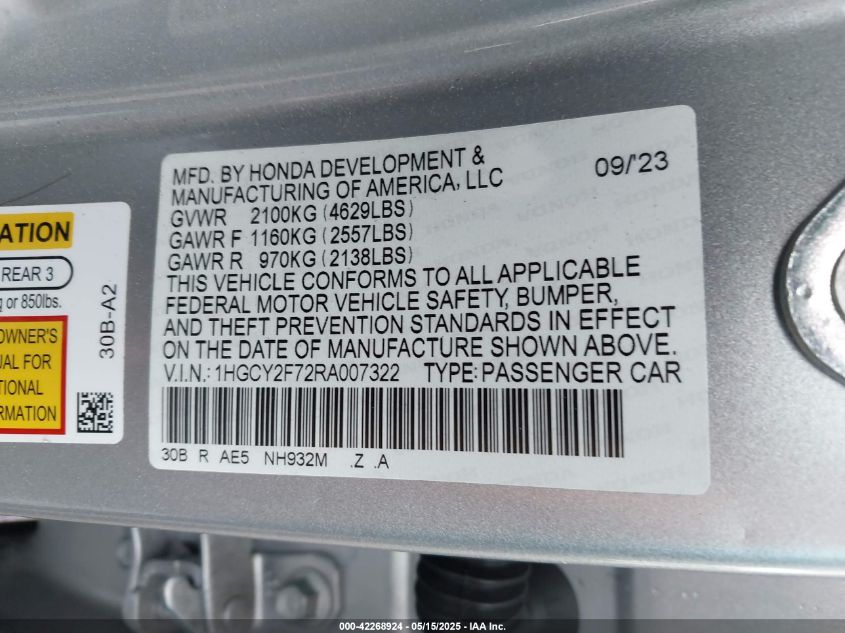 MFD. BY HONDA DEVELOPMENT &
MANUFACTURING OF AMERICA, LLC
09/'23
GVWR 2100KG (4629LBS)
GAWR F 1160KG (2557LBS)
GAWR R 970KG (2138LBS)
THIS VEHICLE CONFORMS TO ALL APPLICABLE
FEDERAL MOTOR VEHICLE SAFETY, BUMPER,
AND THEFT PREVENTION STANDARDS IN EFFECT
ON THE DATE OF MANUFACTURE SHOWN ABOVE.
V.I.N.: 1HGCY2F72RA007322 TYPE: PASSENGER CAR
30B R AE5 NH932M .Z .A
ATION
REAR 3
g or 850lbs.
OWNER'S
UAL FOR
TIONAL
RMATION
30B-A2
000-42268924 - 05/15/2025 - IAA Inc.